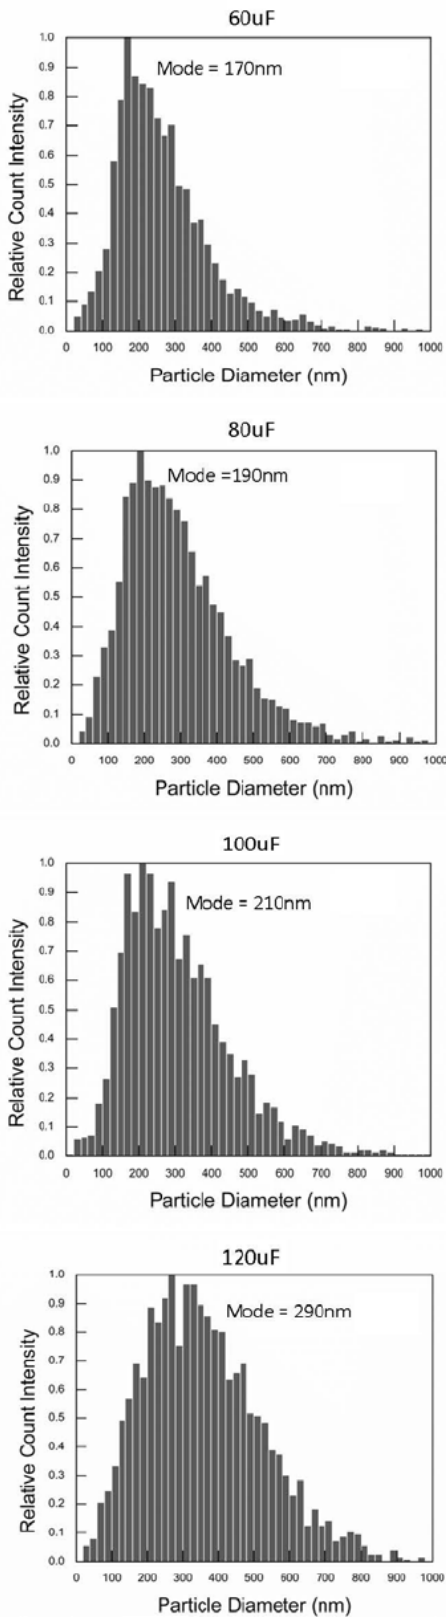 60uF
Mode = 170nm
Relative Count Intensity
1.0
0.9
0.8
0.7
0.6
0.5
0.4
0.3
0.2
0.1
0.0
0 100 200 300 400 500 600 700 800 900 1000
Particle Diameter (nm)
80uF
Mode =190nm
Relative Count Intensity
1.0
0.9
0.8
0.7
0.6
0.5
0.4
0.3
0.2
0.1
0.0
0 100 200 300 400 500 600 700 800 900 1000
Particle Diameter (nm)
100uF
Mode = 210nm
Relative Count Intensity
1.0
0.9
0.8
0.7
0.6
0.5
0.4
0.3
0.2
0.1
0.0
0 100 200 300 400 500 600 700 800 900 1000
Particle Diameter (nm)
120uF
Mode = 290nm
Relative Count Intensity
1.0
0.9
0.8
0.7
0.6
0.5
0.4
0.3
0.2
0.1
0.0
0 100 200 300 400 500 600 700 800 900 1000
Particle Diameter (nm)